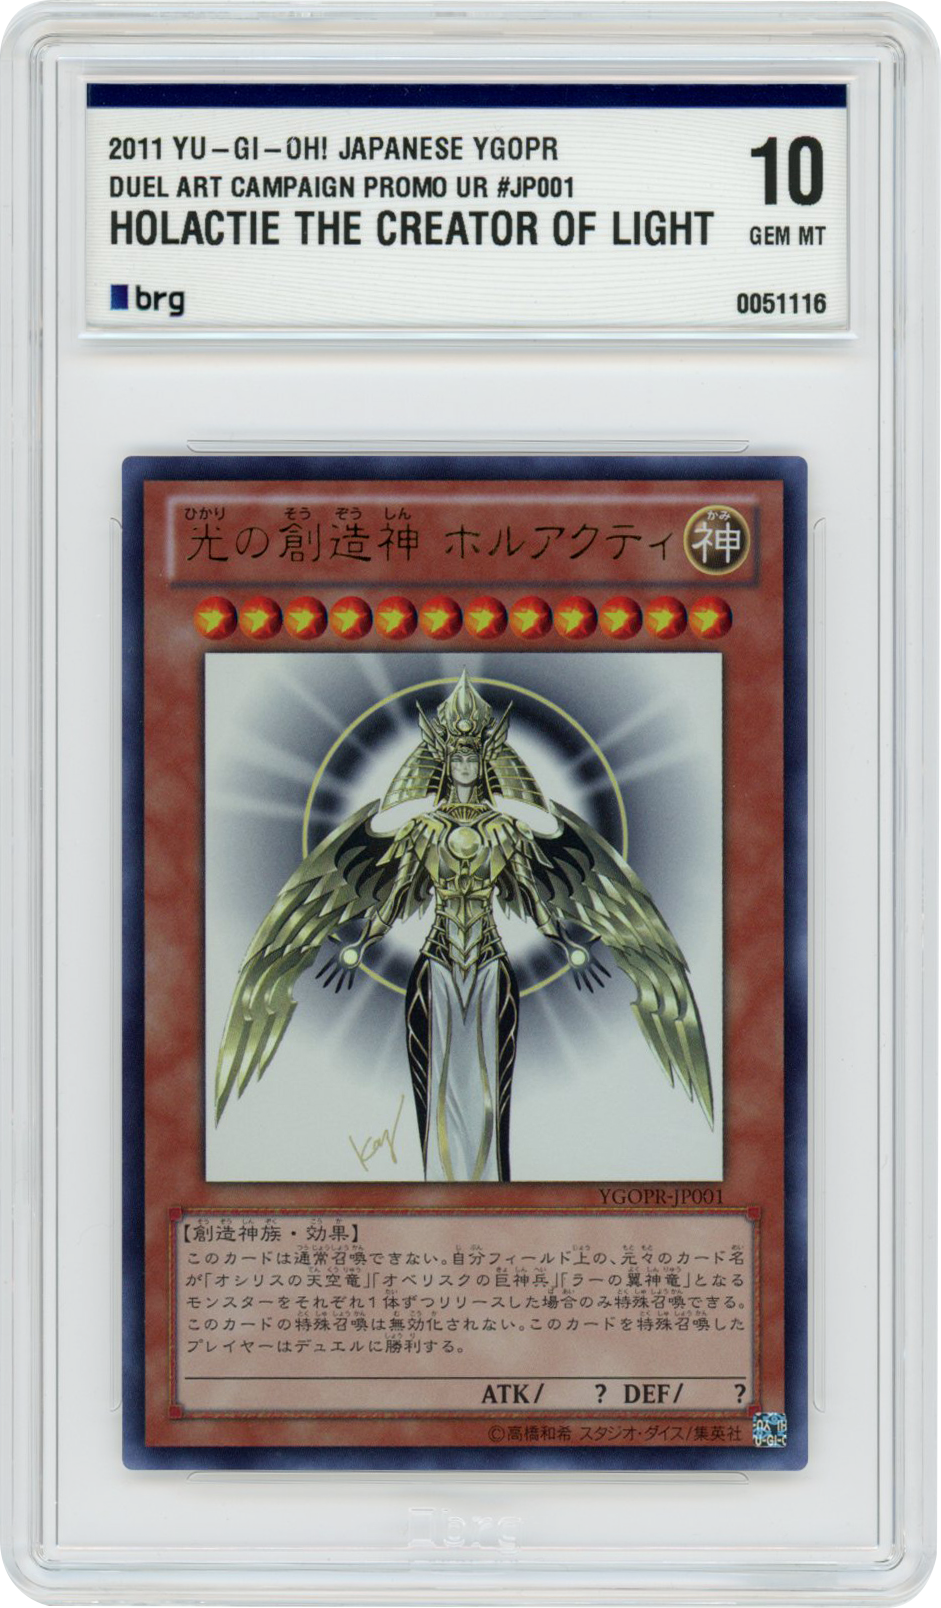 2011 YU-GI-OH! JAPANESE YGOPR
DUEL ART CAMPAIGN PROMO UR #JP001
HOLACTIE THE CREATOR OF LIGHT
10
GEM MT
brg
0051116
光の創造神 ホルアクティ
ひかり そう ぞう しん
神
かみ
Kaz
YGOPR-JP001
【創造神族・効果】
このカードは通常召喚できない。自分フィールド上の、元々のカード名
が「オシリスの天空竜」「オベリスクの巨神兵」「ラーの翼神竜」となる
モンスターをそれぞれ1体ずつリリースした場合のみ特殊召喚できる。
このカードの特殊召喚は無効化されない。このカードを特殊召喚した
プレイヤーはデュエルに勝利する。
ATK/ ? DEF/ ?
©高橋和希 スタジオ・ダイス/集英社
brg